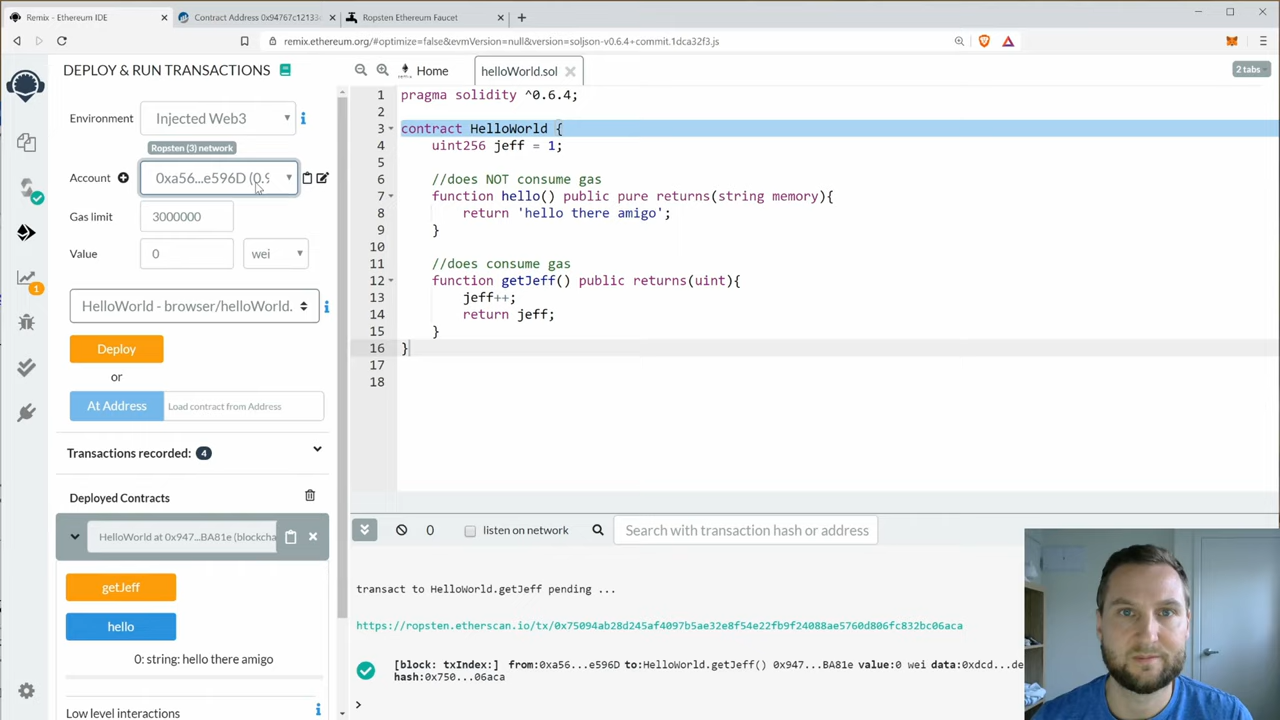 Remix - Ethereum IDE
Contract Address 0x94767c12133
Ropsten Ethereum Faucet
remix.ethereum.org/#optimize=false&evmVersion=null&version=soljson-v0.6.4+commit.1dca32f3.js
DEPLOY & RUN TRANSACTIONS
Home
helloWorld.sol
2 tabs
Environment
Injected Web3
Ropsten (3) network
Account
0xa56...e596D (0.9
Gas limit
3000000
Value
0
wei
HelloWorld - browser/helloWorld.
Deploy
or
At Address
Load contract from Address
Transactions recorded:
4
Deployed Contracts
HelloWorld at 0x947...BA81e (blockcha
getJeff
hello
0: string: hello there amigo
Low level interactions
1
1 pragma solidity ^0.6.4;
2
3 contract HelloWorld {
4 uint256 jeff = 1;
5
6 //does NOT consume gas
7 function hello() public pure returns(string memory){
8 return 'hello there amigo';
9 }
10
11 //does consume gas
12 function getJeff() public returns(uint){
13 jeff++;
14 return jeff;
15 }
16 }
17
18
0
listen on network
Search with transaction hash or address
transact to HelloWorld.getJeff pending ...
https://ropsten.etherscan.io/tx/0x75094ab28d245af4097b5ae32e8f54e22fb9f24088ae5760d806fc832bc06aca
[block: txIndex:] from:0xa56...e596D to:HelloWorld.getJeff() 0x947...BA81e value:0 wei data:0xdcd...de
hash:0x750...06aca
>